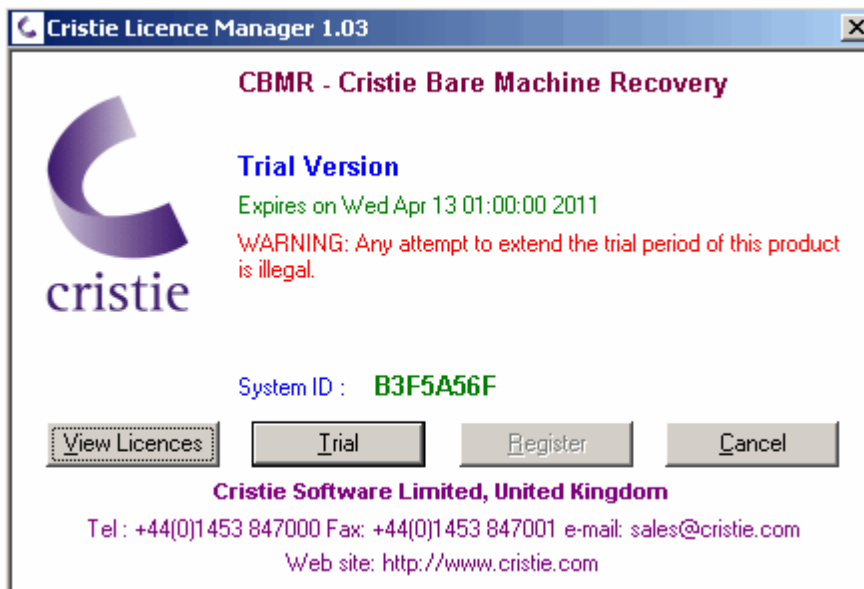 Cristie Licence Manager 1.03
CBMR - Cristie Bare Machine Recovery
Trial Version
Expires on Wed Apr 13 01:00:00 2011
WARNING: Any attempt to extend the trial period of this product
is illegal.
cristie
System ID : B3F5A56F
View Licences Trial Register Cancel
Cristie Software Limited, United Kingdom
Tel : +44(0)1453 847000 Fax: +44(0)1453 847001 e-mail: sales@cristie.com
Web site: http://www.cristie.com